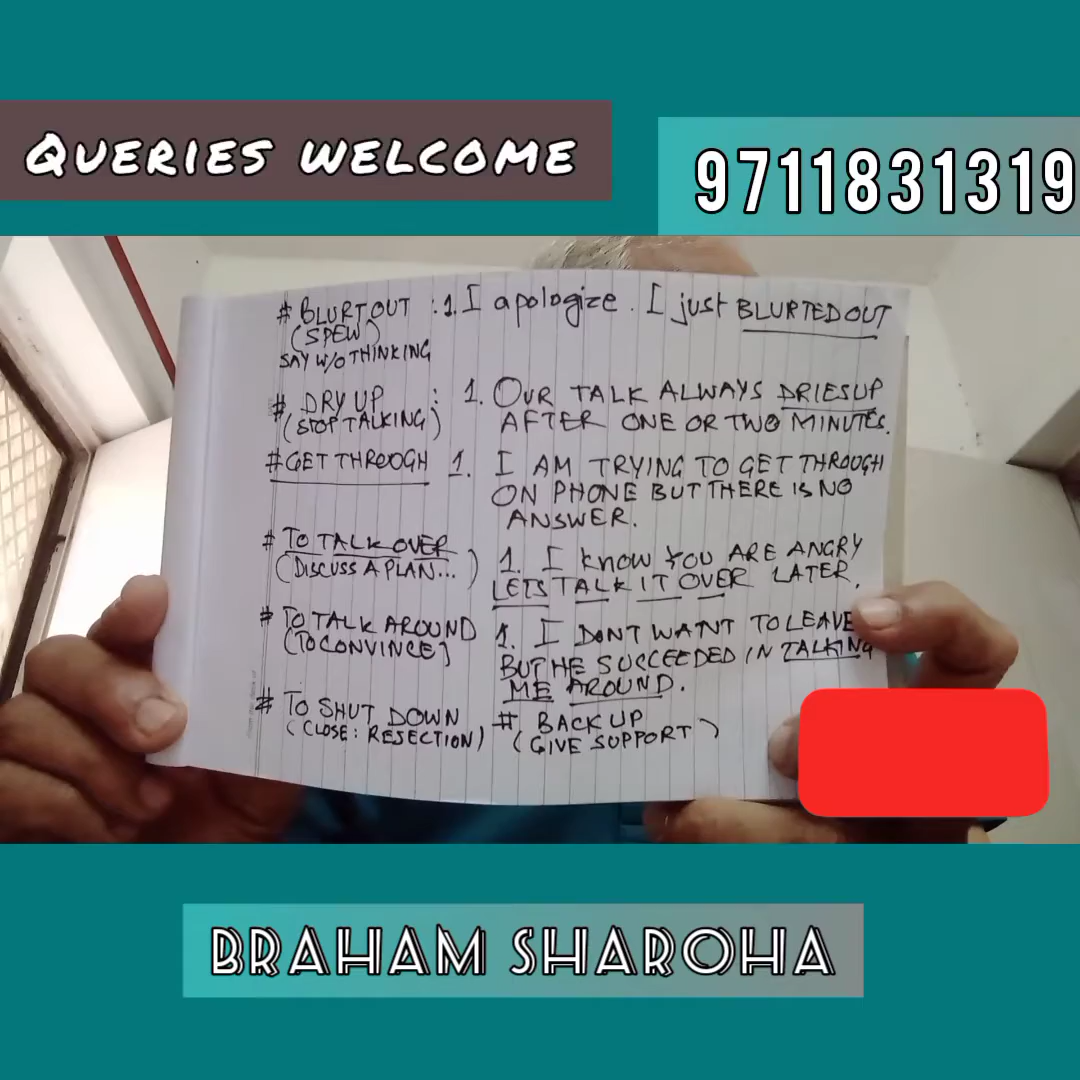 QUERIES WELCOME
9711831319
# BLURT OUT : 1. I apologize. I just BLURTED OUT
(SPEW)
SAY W/O THINKING
# DRY UP : 1. OUR TALK ALWAYS DRIES UP
(STOP TALKING) AFTER ONE OR TWO MINUTES.
# GET THROUGH 1. I AM TRYING TO GET THROUGH
ON PHONE BUT THERE IS NO
ANSWER.
# TO TALK OVER
(DISCUSS A PLAN...) 1. I KNOW YOU ARE ANGRY
LETS TALK IT OVER LATER.
# TO TALK AROUND 1. I DONT WANT TO LEAVE
(TO CONVINCE) BUT HE SUCCEEDED IN TALKING
ME AROUND.
# TO SHUT DOWN # BACK UP
(CLOSE: REJECTION) (GIVE SUPPORT)
BRAHAM SHAROHA